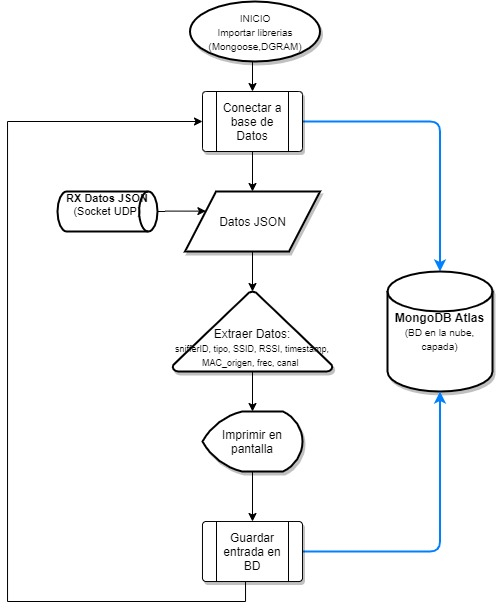 INICIO
Importar librerias
(Mongoose,DGRAM)
Conectar a
base de
Datos
RX Datos JSON
(Socket UDP)
Datos JSON
MongoDB Atlas
(BD en la nube,
capada)
Extraer Datos:
snifferID, tipo, SSID, RSSI, timestamp,
MAC_origen, frec, canal
Imprimir en
pantalla
Guardar
entrada en
BD